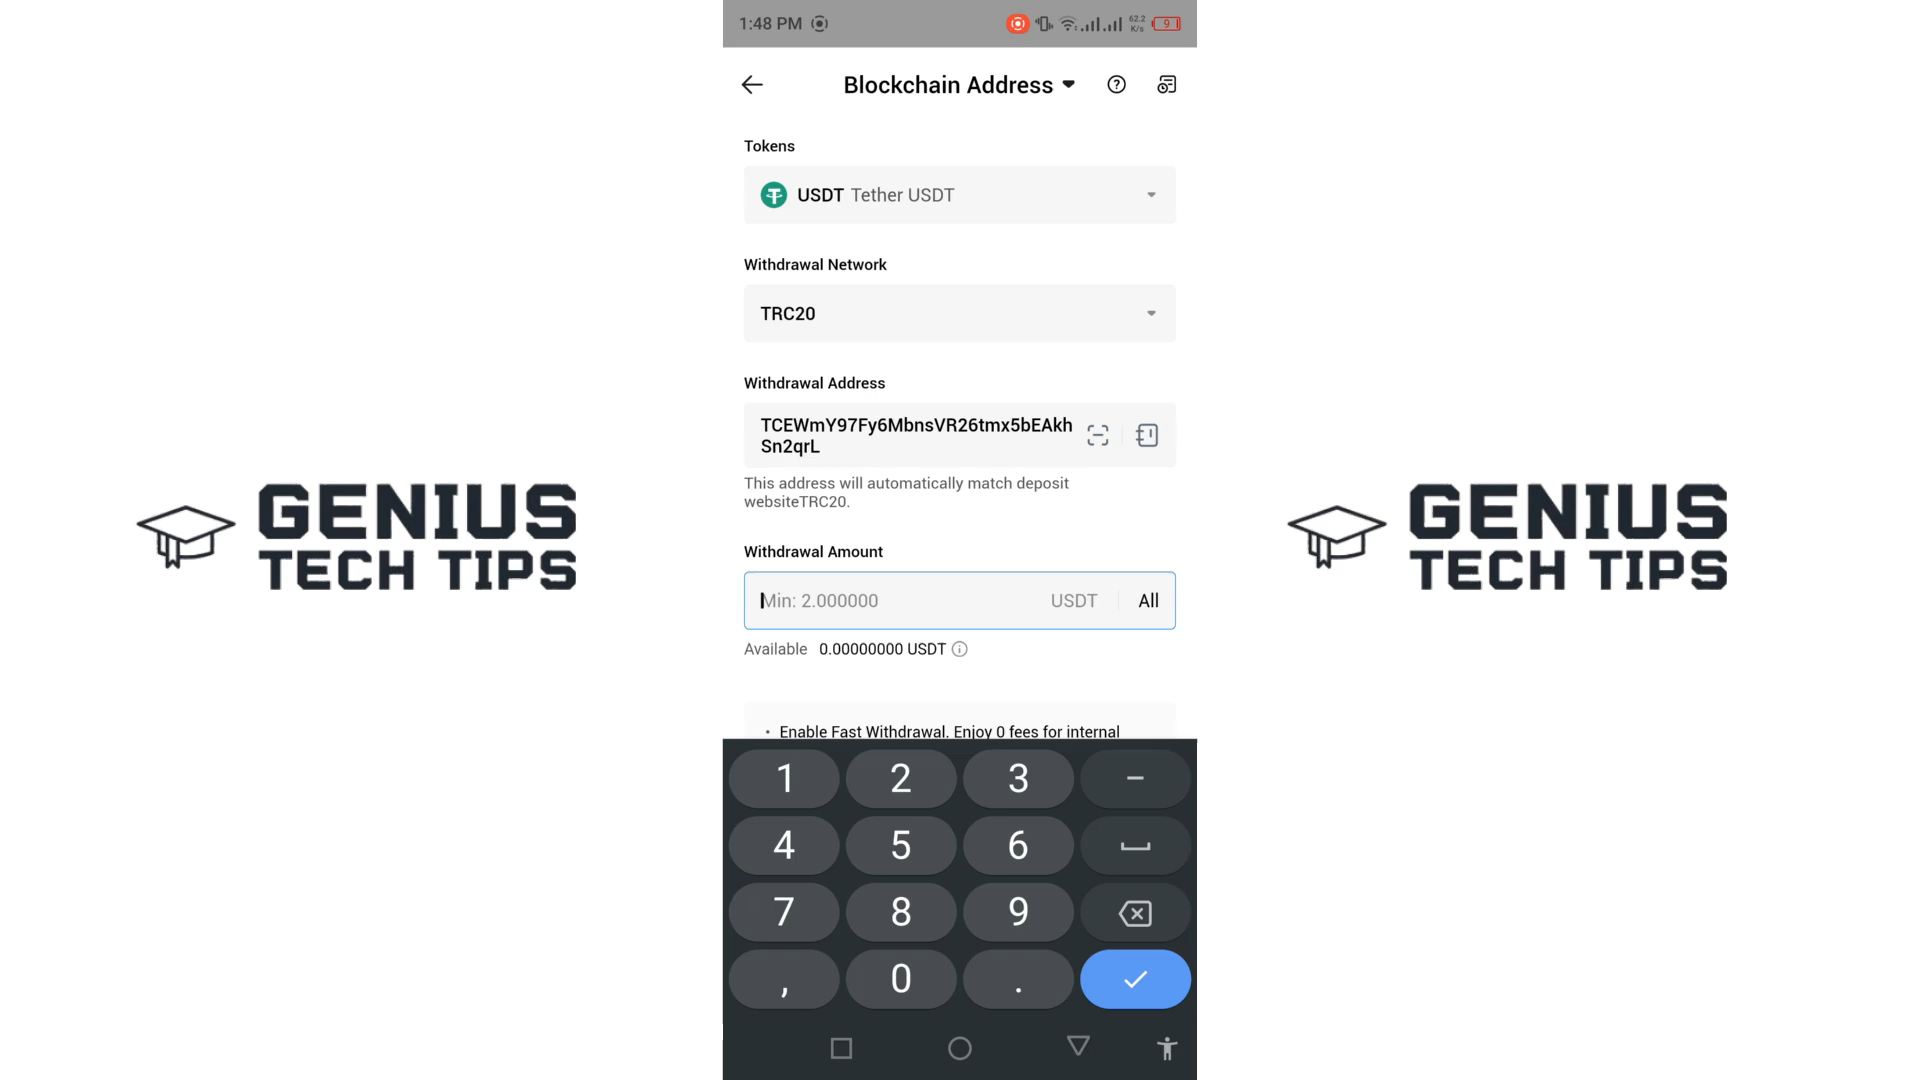 1:48 PM
62.2
K/s
9
Blockchain Address
Tokens
USDT Tether USDT
Withdrawal Network
TRC20
Withdrawal Address
TCEWmY97Fy6MbnsVR26tmx5bEAkh
Sn2qrL
This address will automatically match deposit
websiteTRC20.
Withdrawal Amount
Min: 2.000000 USDT All
Available 0.00000000 USDT
• Enable Fast Withdrawal. Enjoy 0 fees for internal
1 2 3 −
4 5 6
7 8 9
, 0 .
GENIUS
TECH TIPS
GENIUS
TECH TIPS